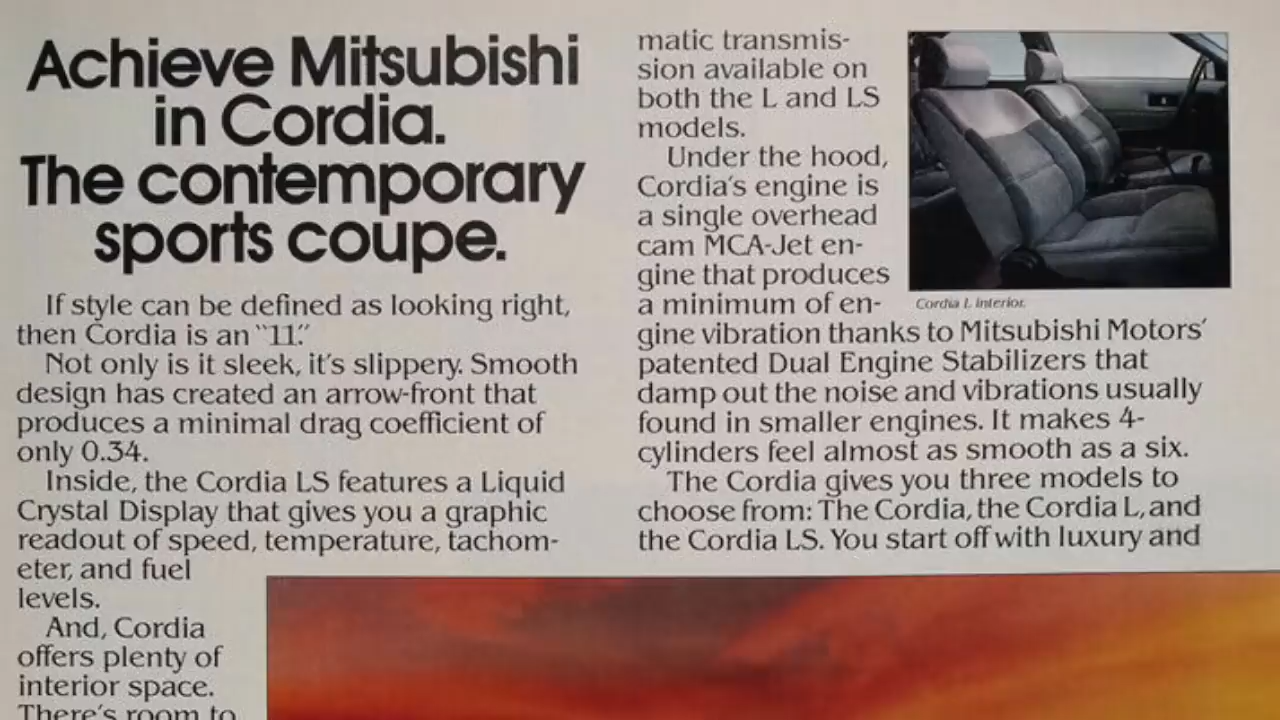 Achieve Mitsubishi
in Cordia.
The contemporary
sports coupe.
If style can be defined as looking right,
then Cordia is an “11.”
Not only is it sleek, it's slippery. Smooth
design has created an arrow-front that
produces a minimal drag coefficient of
only 0.34.
Inside, the Cordia LS features a Liquid
Crystal Display that gives you a graphic
readout of speed, temperature, tachom-
eter, and fuel
levels.
And, Cordia
offers plenty of
interior space.
There's room to
matic transmis-
sion available on
both the L and LS
models.
Under the hood,
Cordia's engine is
a single overhead
cam MCA-Jet en-
gine that produces
a minimum of en-
gine vibration thanks to Mitsubishi Motors'
patented Dual Engine Stabilizers that
damp out the noise and vibrations usually
found in smaller engines. It makes 4-
cylinders feel almost as smooth as a six.
The Cordia gives you three models to
choose from: The Cordia, the Cordia L, and
the Cordia LS. You start off with luxury and
Cordia L interior.